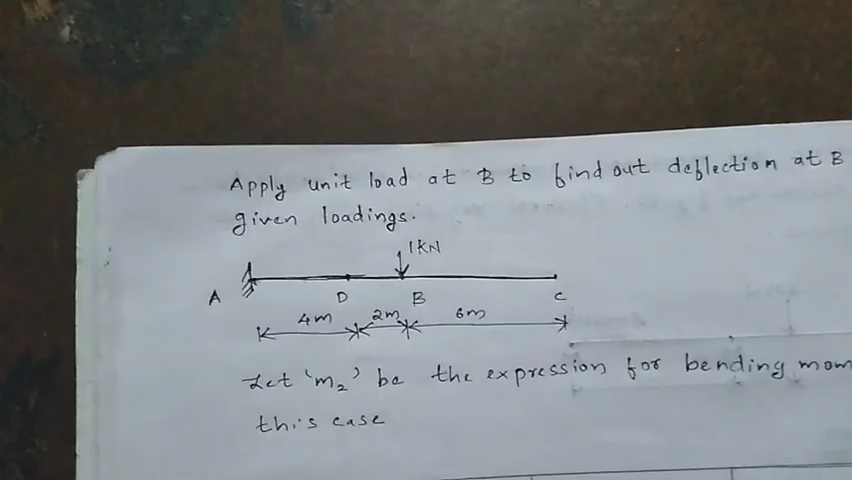 Apply unit load at B to find out deflection at B
given loadings.
1kN
A D B C
4m 2m 6m
Let 'm₂' be the expression for bending mom
this case